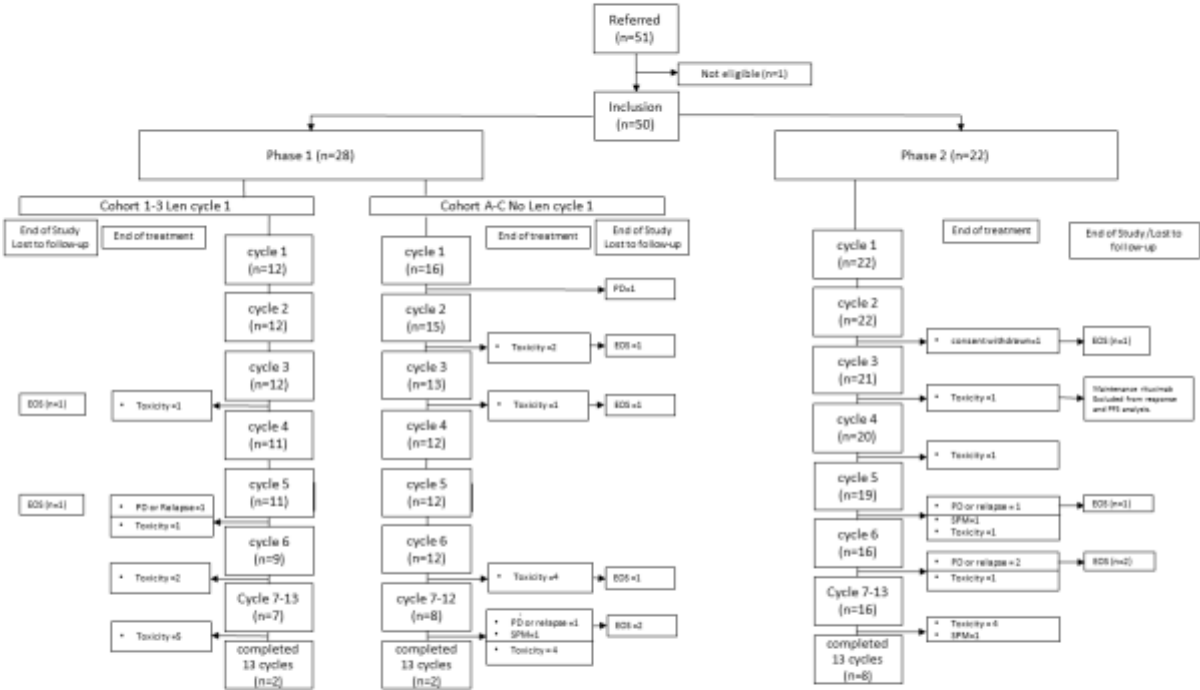 Referred
(n=51)
Not eligible (n=1)
Inclusion
(n=50)
Phase 1 (n=28)
Phase 2 (n=22)
Cohort 1-3 Len cycle 1
Cohort A-C No Len cycle 1
End of Study
Lost to follow-up
End of treatment
cycle 1
(n=12)
cycle 2
(n=12)
cycle 3
(n=12)
EOS (n=1)
• Toxicity =1
cycle 4
(n=11)
cycle 5
(n=11)
EOS (n=1)
• PD or Relapse =1
• Toxicity =1
cycle 6
(n=9)
• Toxicity =2
Cycle 7-13
(n=7)
• Toxicity =5
completed
13 cycles
(n=2)
End of treatment
End of Study
Lost to follow-up
cycle 1
(n=16)
PD=1
cycle 2
(n=15)
• Toxicity =2
EOS =1
cycle 3
(n=13)
• Toxicity =1
EOS =1
cycle 4
(n=12)
cycle 5
(n=12)
cycle 6
(n=12)
• Toxicity =4
EOS =1
cycle 7-12
(n=8)
• PD or relapse =1
• SPM=1
• Toxicity = 4
EOS =2
completed
13 cycles
(n=2)
End of treatment
End of Study /Lost to
follow-up
cycle 1
(n=22)
cycle 2
(n=22)
• consent withdrawn=1
EOS (n=1)
cycle 3
(n=21)
• Toxicity =1
Maintenance rituximab
Excluded from response
and PFS analysis.
cycle 4
(n=20)
• Toxicity =1
cycle 5
(n=19)
• PD or relapse = 1
• SPM=1
• Toxicity =1
EOS (n=1)
cycle 6
(n=16)
• PD or relapse = 2
• Toxicity =1
EOS (n=2)
Cycle 7-13
(n=16)
• Toxicity =
• SPM=1
completed
13 cycles
(n=8)